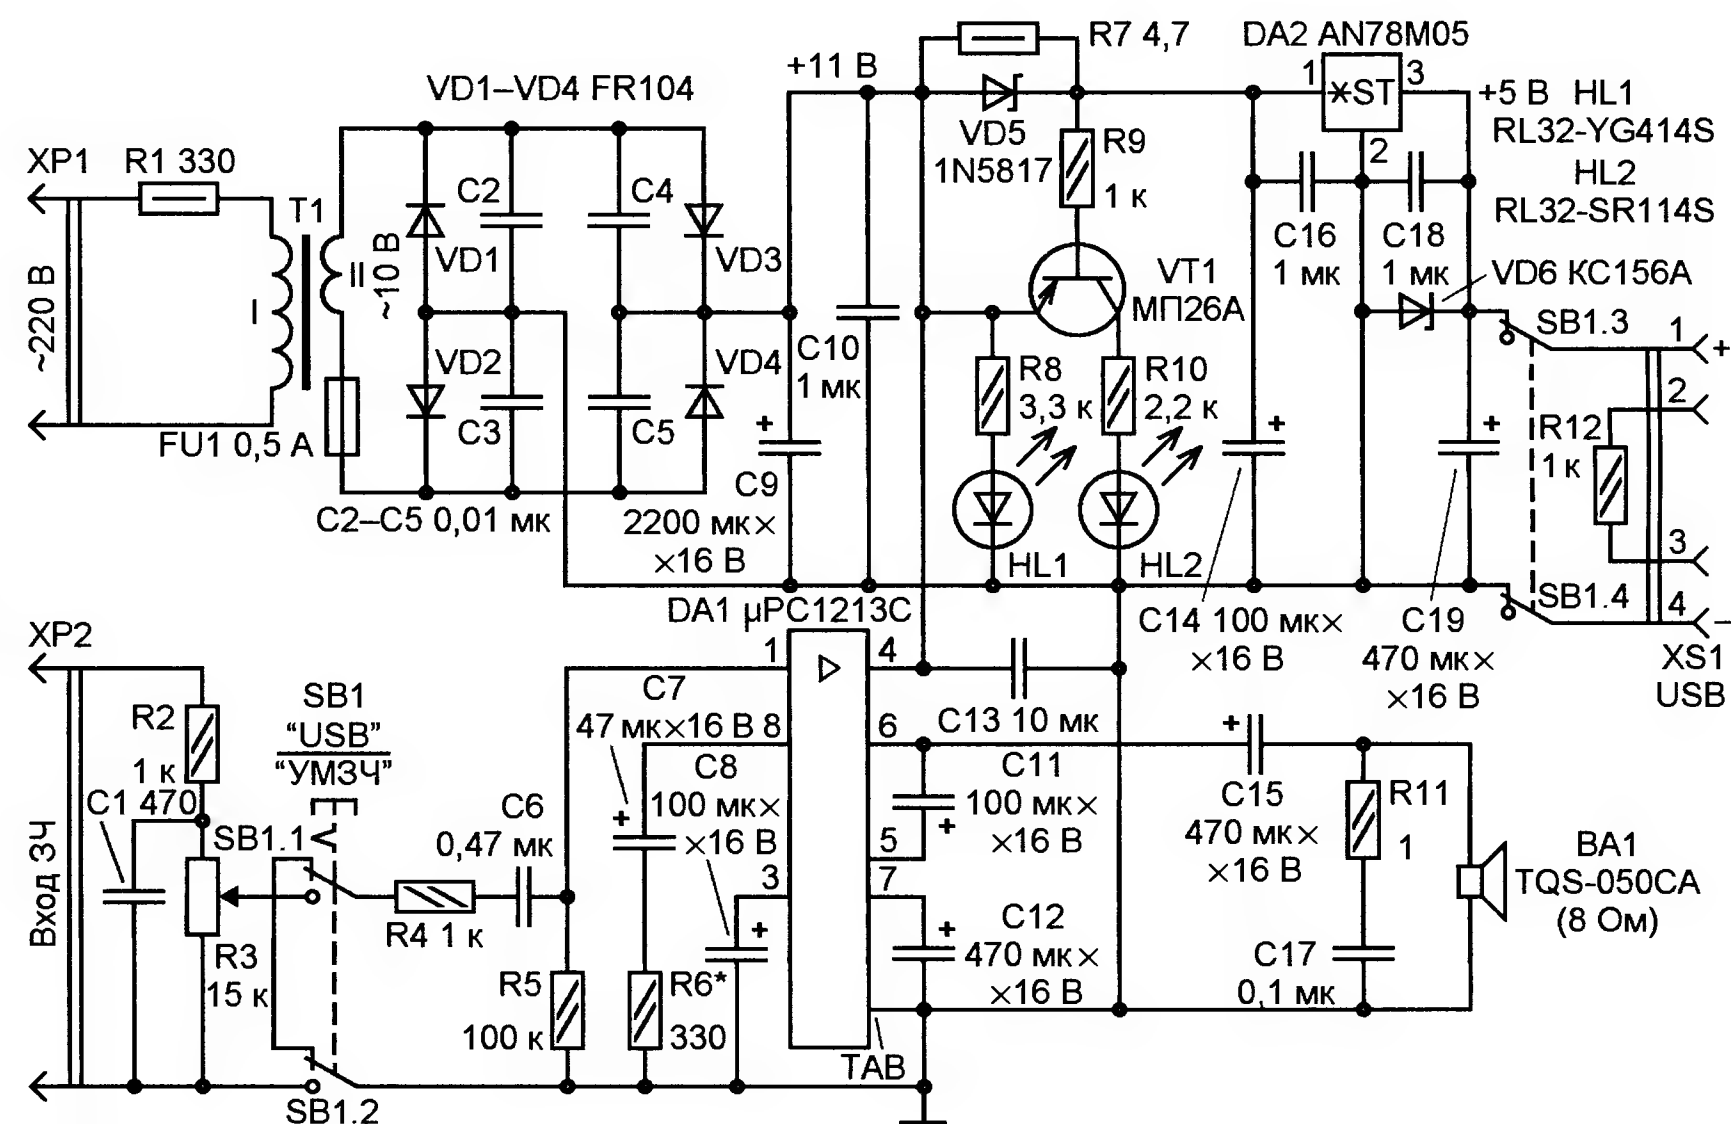 R7 4,7
DA2 AN78M05
+11 В
1
3
∗ST
VD1–VD4 FR104
+5 В
HL1
RL32-YG414S
HL2
RL32-SR114S
VD5
1N5817
R9
1 к
2
XP1
R1 330
T1
C2
C4
VD1
VD3
I
II
~10 В
~220 В
C16
1 мк
C18
1 мк
VD6 КС156А
VT1
МП26А
SB1.3
1
+
VD2
VD4
C10
1 мк
R8
3,3 к
R10
2,2 к
2
FU1 0,5 А
C3
C5
+
C9
2200 мк×
×16 В
C2–C5 0,01 мк
+
+
R12
1 к
3
HL1
HL2
SB1.4
4
–
XS1
USB
C14 100 мк×
×16 В
C19
470 мк×
×16 В
DA1 µPC1213C
XP2
1
4
C13 10 мк
SB1
“USB”
“УМЗЧ”
R2
1 к
C1 470
C7
47 мк×16 В
8
6
C8
100 мк×
×16 В
+
+
C11
100 мк×
×16 В
+
5
C15
470 мк×
×16 В
R11
1
BA1
TQS-050CA
(8 Ом)
SB1.1
C6
0,47 мк
3
7
Вход ЗЧ
R4 1 к
+
+
C12
470 мк×
×16 В
C17
0,1 мк
R3
15 к
R5
100 к
R6*
330
TAB
SB1.2